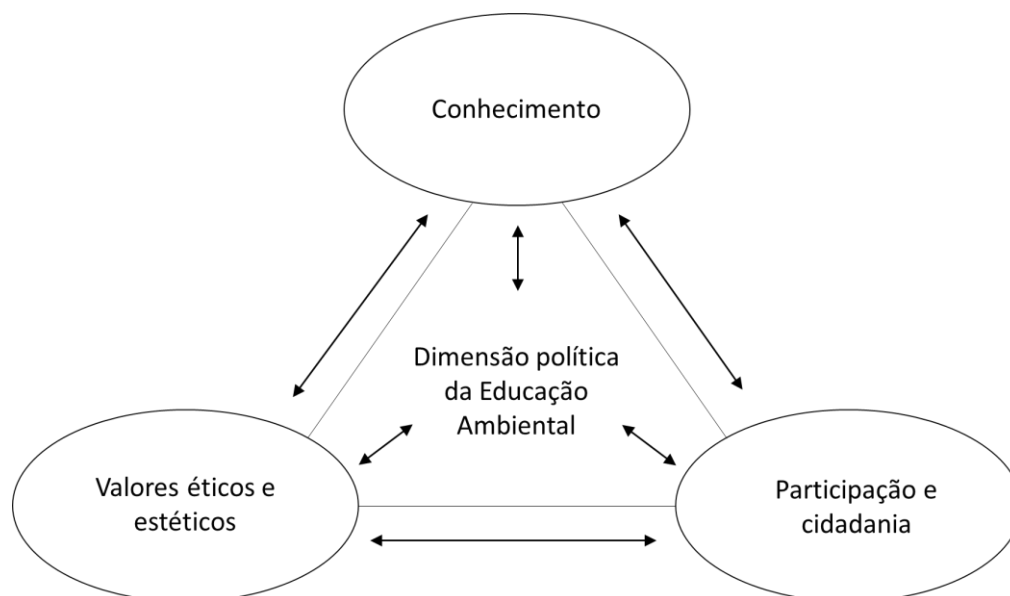 Conhecimento
Dimensão política
da Educação
Ambiental
Valores éticos e
estéticos
Participação e
cidadania